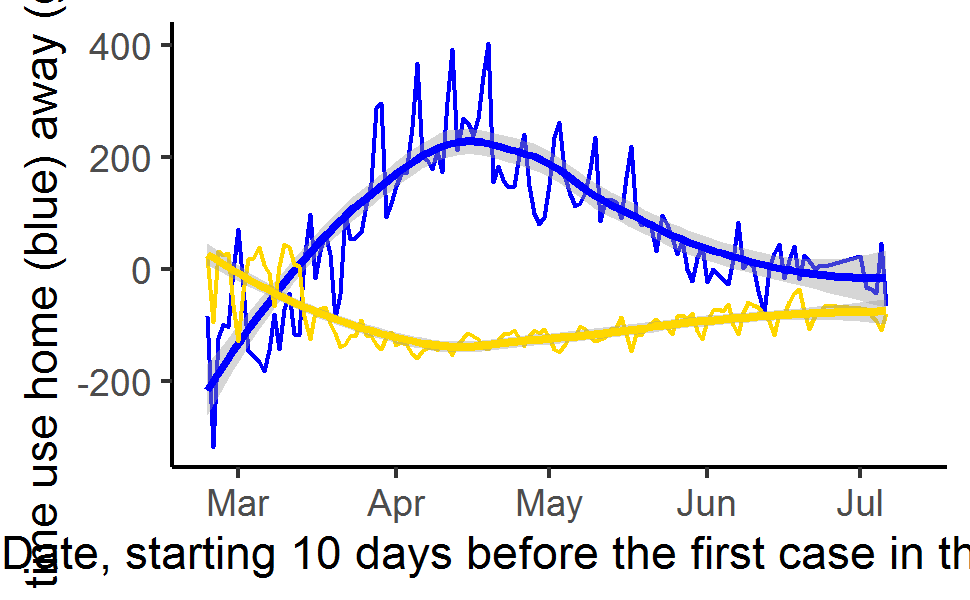 time use home (blue) away (g
400
200
0
-200
Mar Apr May Jun Jul
Date, starting 10 days before the first case in th